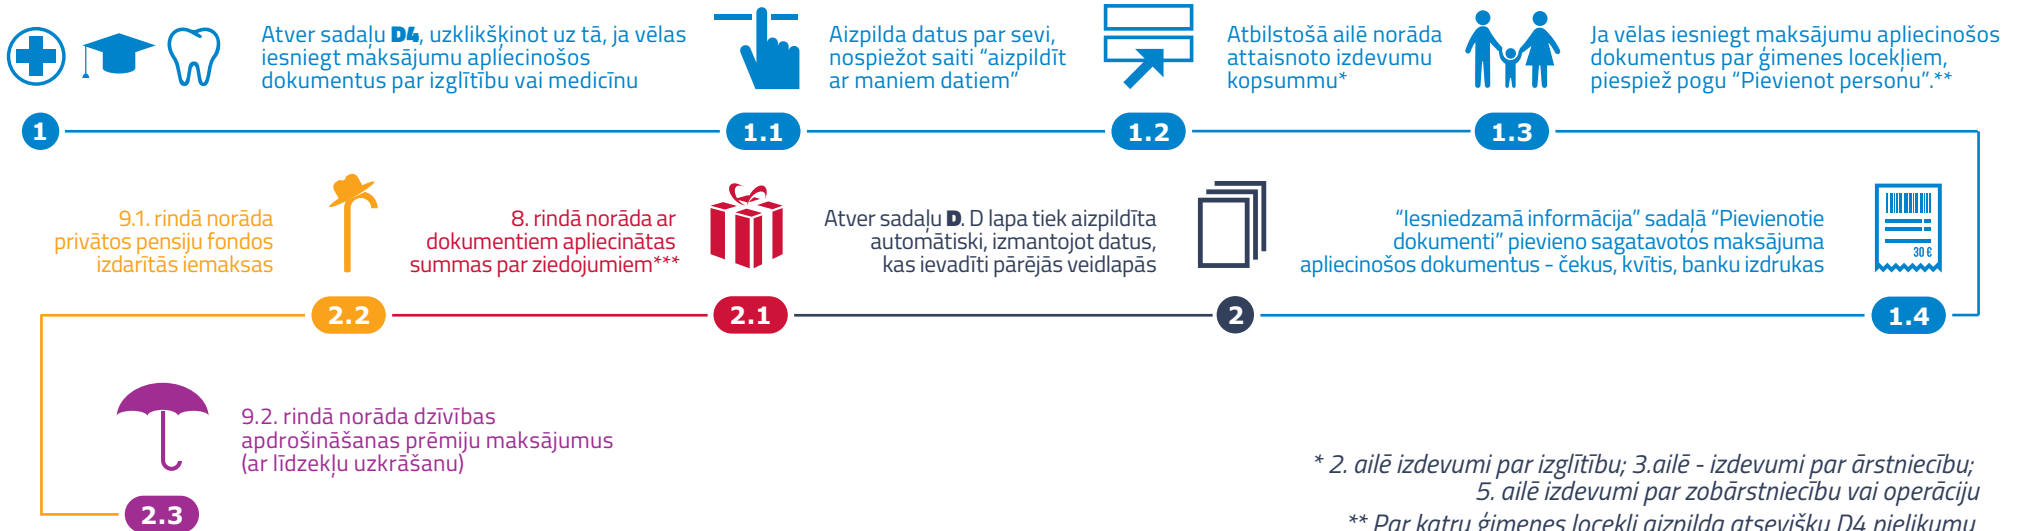 Atver sadaļu D4, uzklikšķinot uz tā, ja vēlas
iesniegt maksājumu apliecinošos
dokumentus par izglītību vai medicīnu
1
Aizpilda datus par sevi,
nospiežot saiti “aizpildīt
ar maniem datiem”
1.1
Atbilstošā ailē norāda
attaisnoto izdevumu
kopsummu*
1.2
Ja vēlas iesniegt maksājumu apliecinošos
dokumentus par ģimenes locekļiem,
piespiež pogu “Pievienot personu”.**
1.3
“Iesniedzamā informācija” sadaļā “Pievienotie
dokumenti” pievieno sagatavotos maksājuma
apliecinošos dokumentus - čekus, kvītis, banku izdrukas
30 €
1.4
Atver sadaļu D. D lapa tiek aizpildīta
automātiski, izmantojot datus,
kas ievadīti pārējās veidlapās
2
8. rindā norāda ar
dokumentiem apliecinātas
summas par ziedojumiem***
2.1
9.1. rindā norāda
privātos pensiju fondos
izdarītās iemaksas
2.2
9.2. rindā norāda dzīvības
apdrošināšanas prēmiju maksājumus
(ar līdzekļu uzkrāšanu)
2.3
* 2. ailē izdevumi par izglītību; 3.ailē - izdevumi par ārstniecību;
5. ailē izdevumi par zobārstniecību vai operāciju
** Par katru ģimenes locekli aizpilda atsevišķu D4 pielikumu